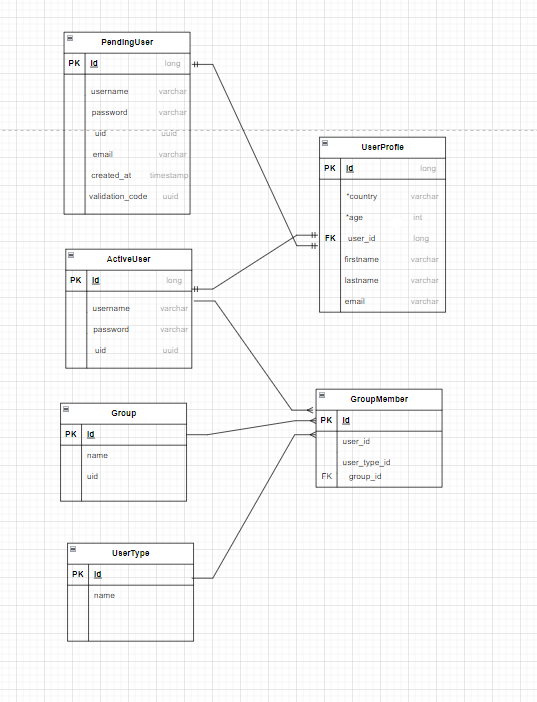 PendingUser
PK id long
username varchar
password varchar
uid uuid
email varchar
created_at timestamp
validation_code uuid
UserProfle
PK id long
*country varchar
*age int
FK user_id long
firstname varchar
lastname varchar
email varchar
ActiveUser
PK id long
username varchar
password varchar
uid uuid
Group
PK id
name
uid
GroupMember
PK id
user_id
user_type_id
FK group_id
UserType
PK id
name